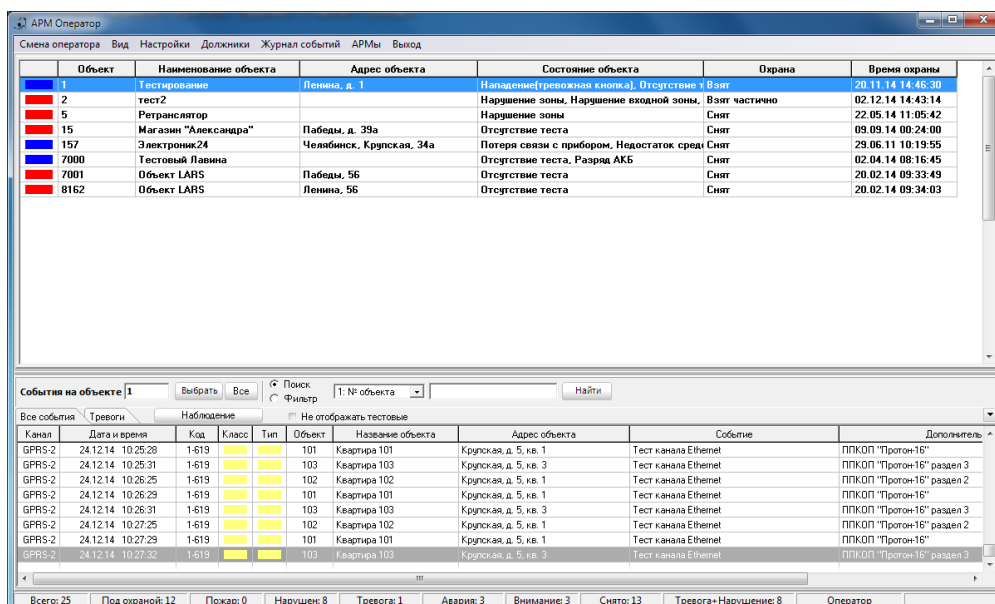 АРМ Оператор
Смена оператора Вид Настройки Должники Журнал событий АРМы Выход
Объект Наименование объекта Адрес объекта Состояние объекта Охрана Время охраны
1 Тестирование Ленина, д. 1 Нападение(тревожная кнопка), Отсутствие т Взят 20.11.14 14:46:30
2 тест2 Нарушение зоны, Нарушение входной зоны, Взят частично 02.12.14 14:43:14
5 Ретранслятор Нарушение зоны Снят 22.05.14 11:05:42
15 Магазин "Александра" Пабеды, д. 39а Отсутствие теста Снят 09.09.14 00:24:00
157 Электроник24 Челябинск, Крупская, 34а Потеря связи с прибором, Недостаток сред Снят 29.06.11 10:19:55
7000 Тестовый Лавина Отсутствие теста, Разряд АКБ Снят 02.04.14 08:16:45
7001 Объект LARS Пабеды, 56 Отсутствие теста Снят 20.02.14 09:33:49
8162 Объект LARS Ленина, 56 Отсутствие теста Снят 20.02.14 09:34:03
События на объекте 1 Выбрать Все Поиск Фильтр 1: № объекта Найти
Все события Тревоги Наблюдение Не отображать тестовые
Канал Дата и время Код Класс Тип Объект Название объекта Адрес объекта Событие Дополнитель
GPRS-2 24.12.14 10:25:28 1-619 101 Квартира 101 Крупская, д. 5, кв. 1 Тест канала Ethernet ППКОП "Протон-16"
GPRS-2 24.12.14 10:25:31 1-619 103 Квартира 103 Крупская, д. 5, кв. 3 Тест канала Ethernet ППКОП "Протон-16" раздел 3
GPRS-2 24.12.14 10:26:25 1-619 102 Квартира 102 Крупская, д. 5, кв. 1 Тест канала Ethernet ППКОП "Протон-16" раздел 2
GPRS-2 24.12.14 10:26:29 1-619 101 Квартира 101 Крупская, д. 5, кв. 1 Тест канала Ethernet ППКОП "Протон-16"
GPRS-2 24.12.14 10:26:31 1-619 103 Квартира 103 Крупская, д. 5, кв. 3 Тест канала Ethernet ППКОП "Протон-16" раздел 3
GPRS-2 24.12.14 10:27:25 1-619 102 Квартира 102 Крупская, д. 5, кв. 1 Тест канала Ethernet ППКОП "Протон-16" раздел 2
GPRS-2 24.12.14 10:27:29 1-619 101 Квартира 101 Крупская, д. 5, кв. 1 Тест канала Ethernet ППКОП "Протон-16"
GPRS-2 24.12.14 10:27:32 1-619 103 Квартира 103 Крупская, д. 5, кв. 3 Тест канала Ethernet ППКОП "Протон-16" раздел 3
Всего: 25 Под охраной: 12 Пожар: 0 Нарушен: 8 Тревога: 1 Авария: 3 Внимание: 3 Снято: 13 Тревога+Нарушение: 8 Оператор